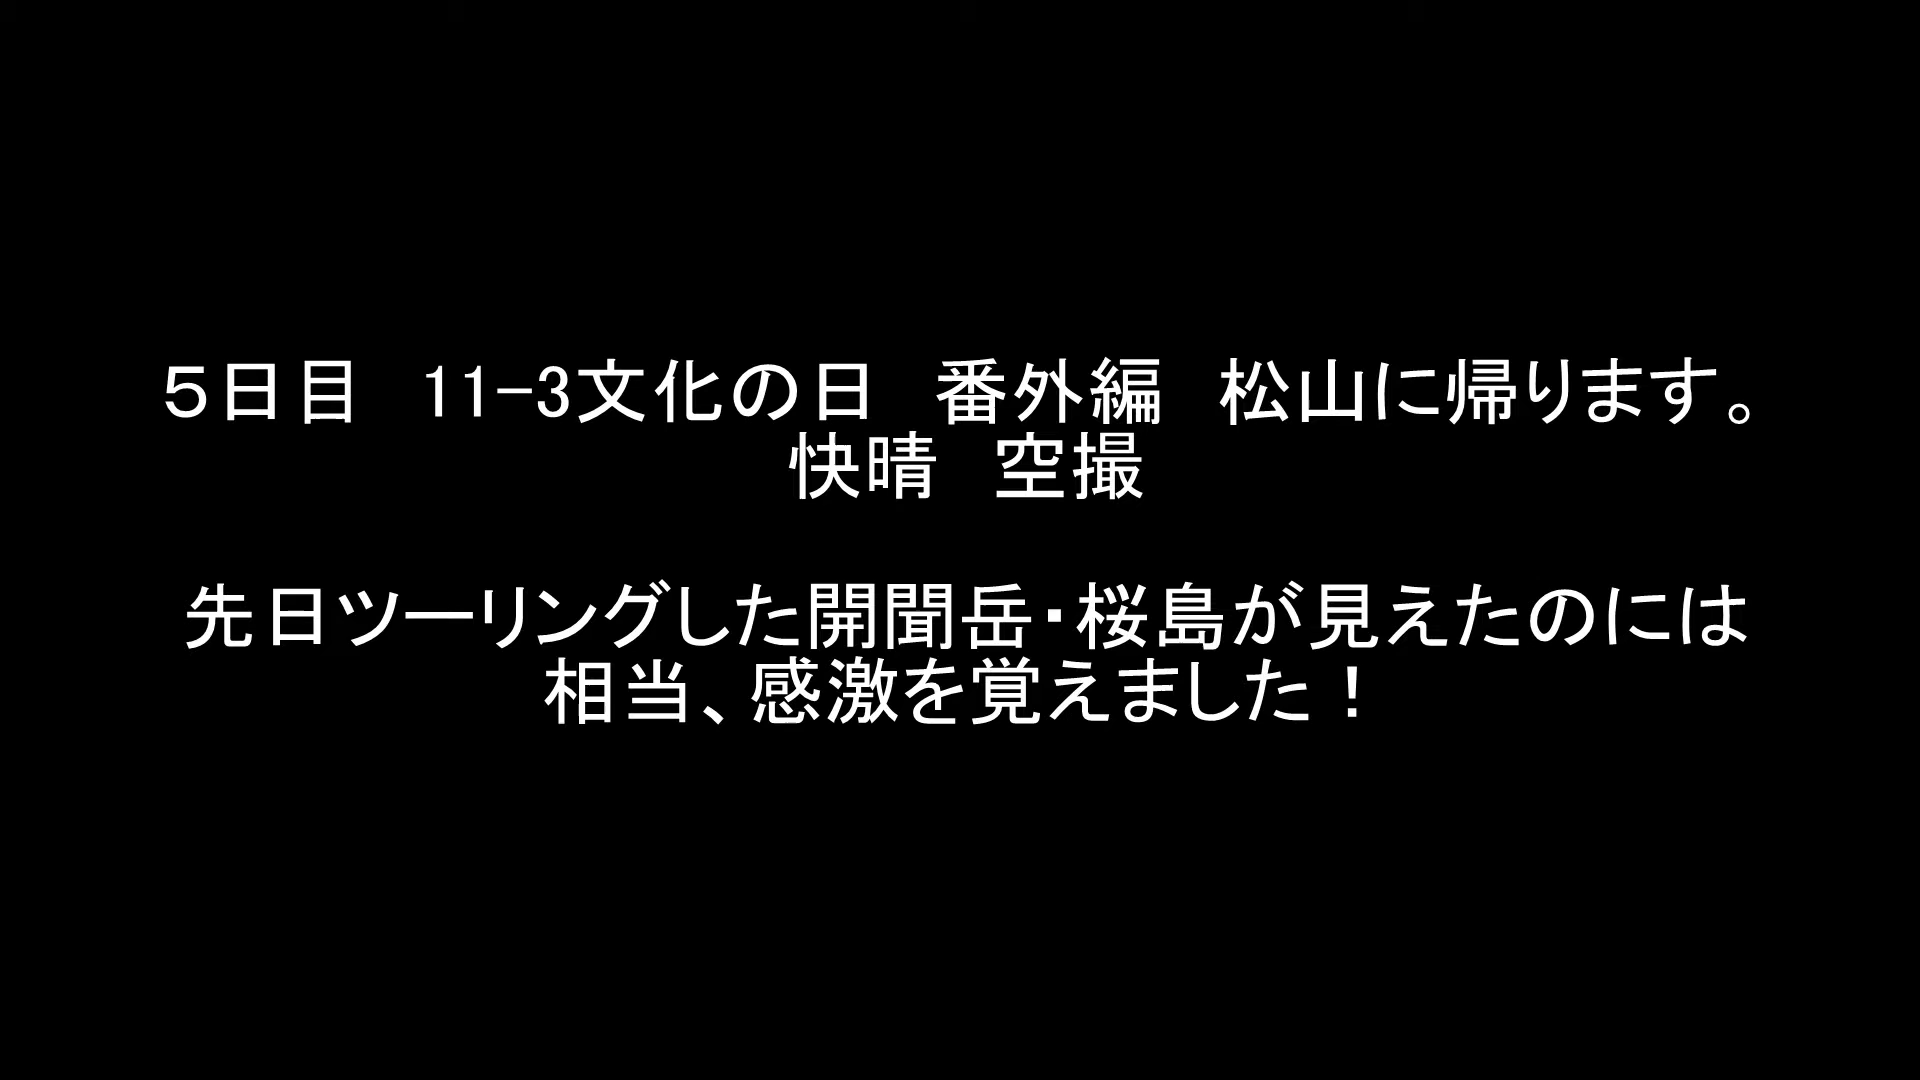 ５日目　11-3文化の日　番外編　松山に帰ります。
快晴　空撮
先日ツーリングした開聞岳・桜島が見えたのには
相当、感激を覚えました！